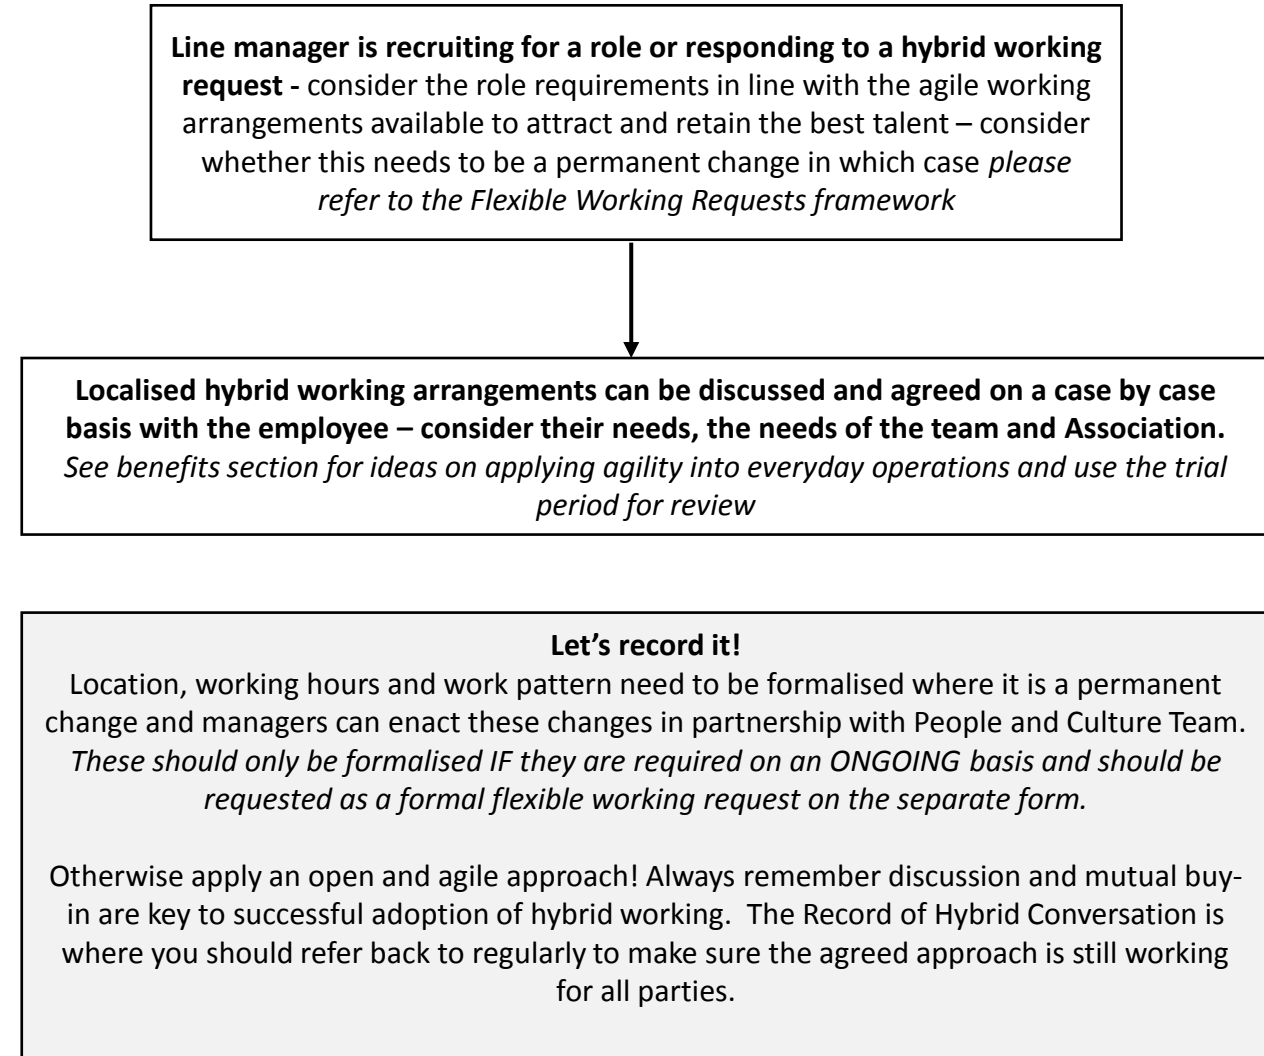 Line manager is recruiting for a role or responding to a hybrid working
request - consider the role requirements in line with the agile working
arrangements available to attract and retain the best talent – consider
whether this needs to be a permanent change in which case please
refer to the Flexible Working Requests framework
Localised hybrid working arrangements can be discussed and agreed on a case by case
basis with the employee – consider their needs, the needs of the team and Association.
See benefits section for ideas on applying agility into everyday operations and use the trial
period for review
Let’s record it!
Location, working hours and work pattern need to be formalised where it is a permanent
change and managers can enact these changes in partnership with People and Culture Team.
These should only be formalised IF they are required on an ONGOING basis and should be
requested as a formal flexible working request on the separate form.
Otherwise apply an open and agile approach! Always remember discussion and mutual buy-
in are key to successful adoption of hybrid working.  The Record of Hybrid Conversation is
where you should refer back to regularly to make sure the agreed approach is still working
for all parties.